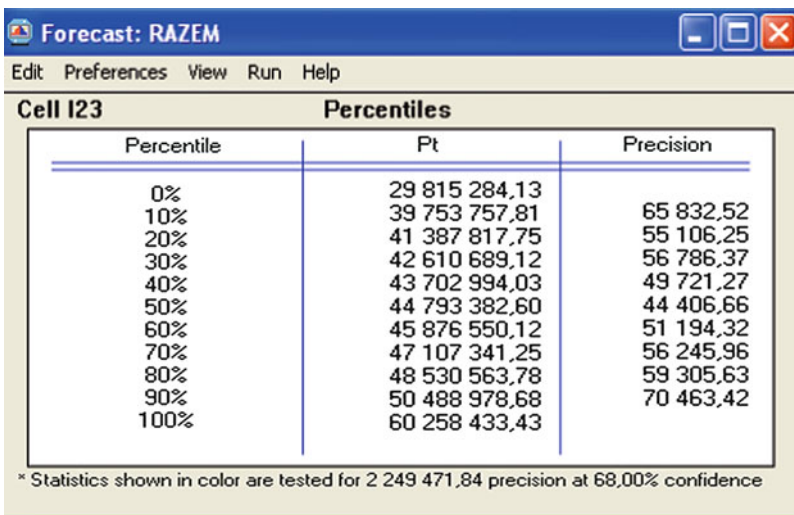 Forecast: RAZEM
Edit Preferences View Run Help
Cell I23 Percentiles
Percentile Pt Precision
0% 29 815 284,13
10% 39 753 757,81 65 832,52
20% 41 387 817,75 55 106,25
30% 42 610 689,12 56 786,37
40% 43 702 994,03 49 721,27
50% 44 793 382,60 44 406,66
60% 45 876 550,12 51 194,32
70% 47 107 341,25 56 245,96
80% 48 530 563,78 59 305,63
90% 50 488 978,68 70 463,42
100% 60 258 433,43
* Statistics shown in color are tested for 2 249 471,84 precision at 68,00% confidence